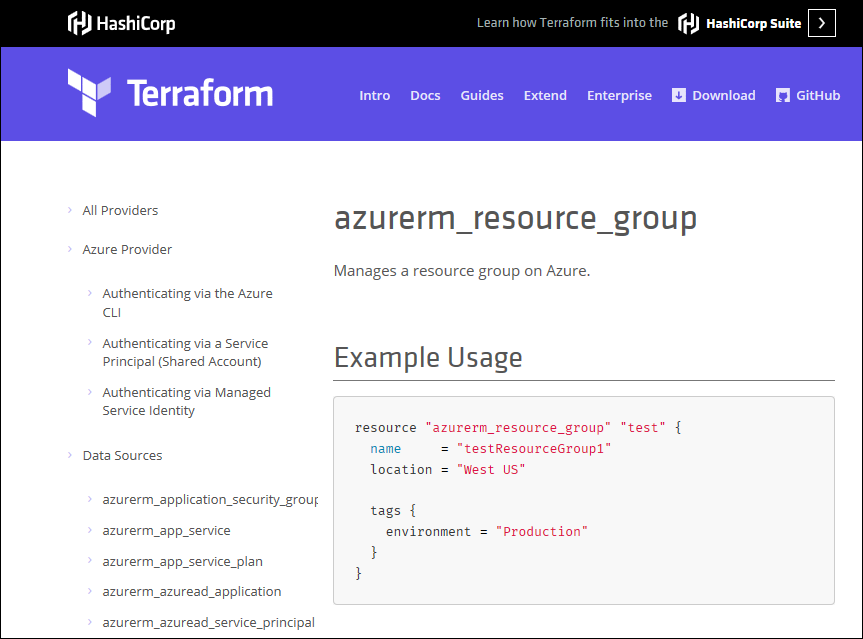 HashiCorp
Learn how Terraform fits into the HashiCorp Suite
Terraform
Intro Docs Guides Extend Enterprise Download GitHub
All Providers
Azure Provider
Authenticating via the Azure
CLI
Authenticating via a Service
Principal (Shared Account)
Authenticating via Managed
Service Identity
Data Sources
azurerm_application_security_group
azurerm_app_service
azurerm_app_service_plan
azurerm_azuread_application
azurerm_azuread_service_principal
azurerm_resource_group
Manages a resource group on Azure.
Example Usage
resource "azurerm_resource_group" "test" {
  name     = "testResourceGroup1"
  location = "West US"
  tags {
    environment = "Production"
  }
}